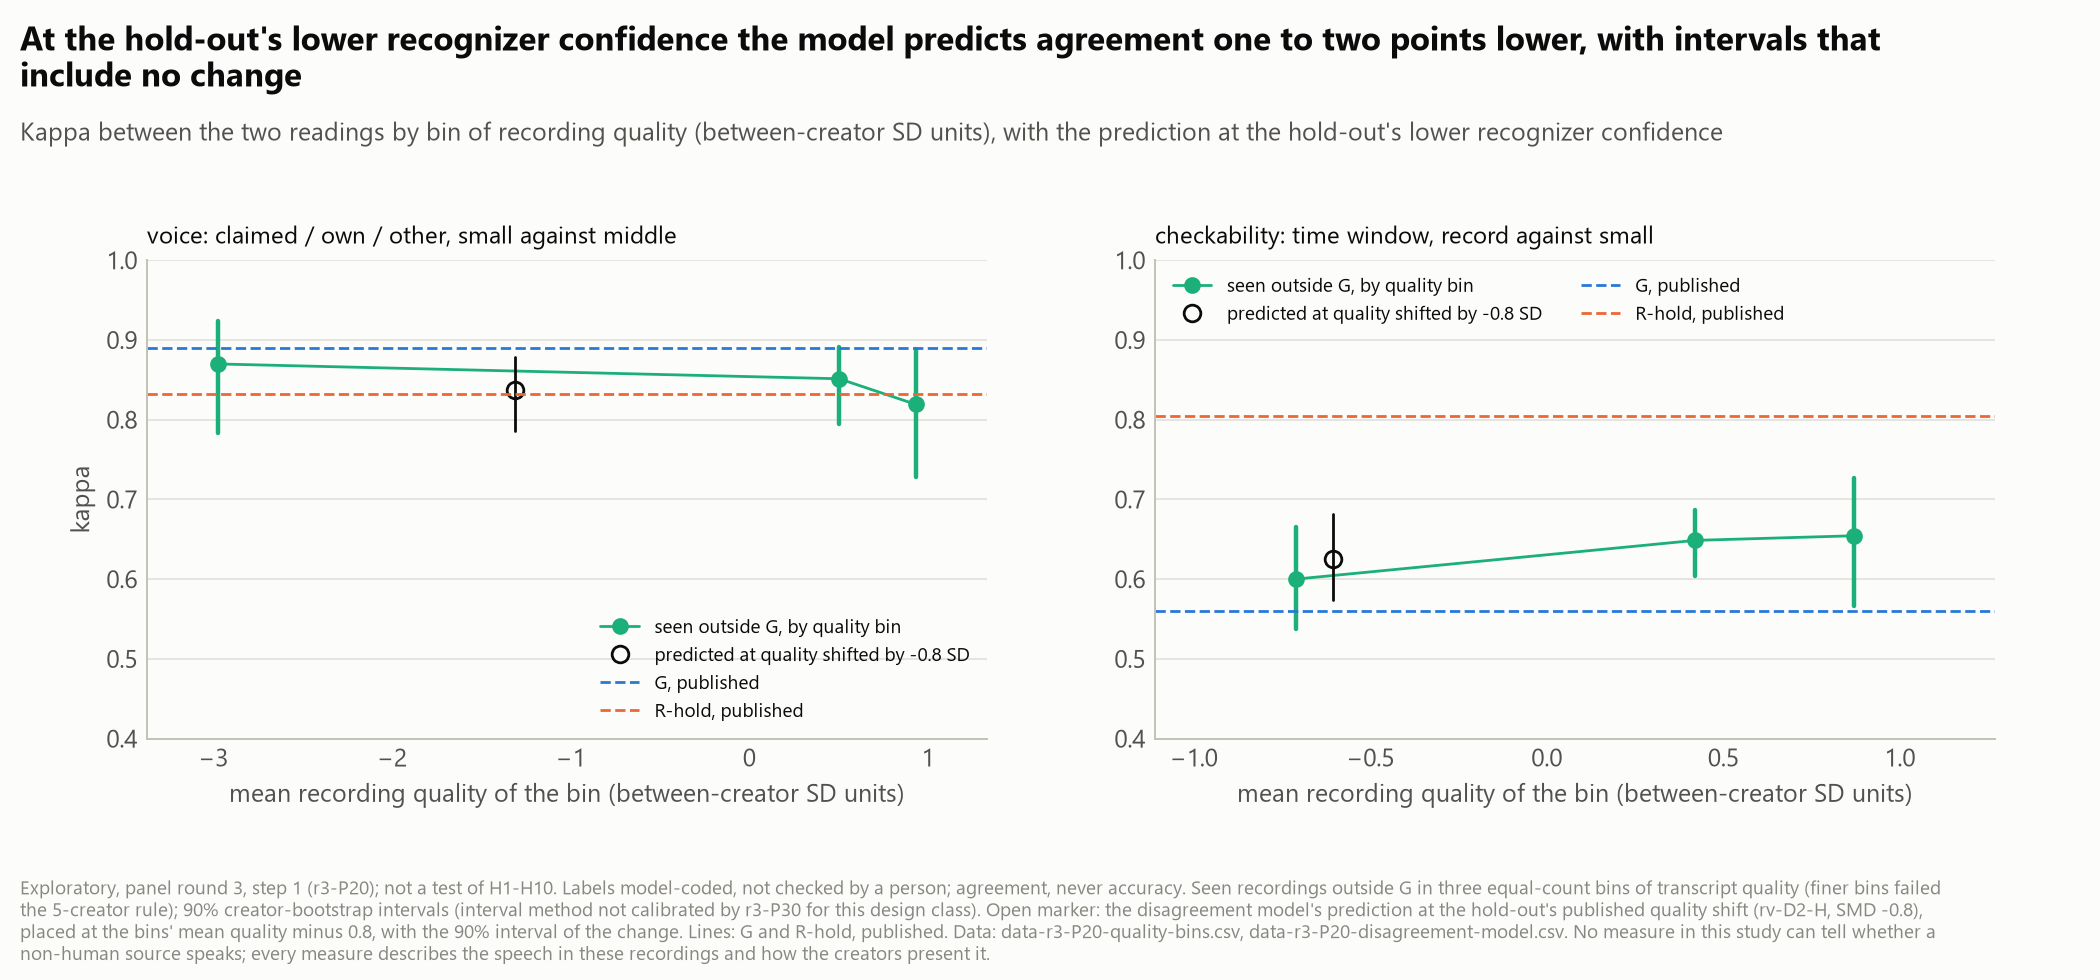 At the hold-out's lower recognizer confidence the model predicts agreement one to two points lower, with intervals that
include no change
Kappa between the two readings by bin of recording quality (between-creator SD units), with the prediction at the hold-out's lower recognizer confidence
voice: claimed / own / other, small against middle
1.0
0.9
0.8
0.7
0.6
0.5
0.4
kappa
seen outside G, by quality bin
predicted at quality shifted by -0.8 SD
G, published
R-hold, published
−3
−2
−1
0
1
mean recording quality of the bin (between-creator SD units)
checkability: time window, record against small
1.0
0.9
0.8
0.7
0.6
0.5
0.4
seen outside G, by quality bin
predicted at quality shifted by -0.8 SD
G, published
R-hold, published
−1.0
−0.5
0.0
0.5
1.0
mean recording quality of the bin (between-creator SD units)
Exploratory, panel round 3, step 1 (r3-P20); not a test of H1-H10. Labels model-coded, not checked by a person; agreement, never accuracy. Seen recordings outside G in three equal-count bins of transcript quality (finer bins failed
the 5-creator rule); 90% creator-bootstrap intervals (interval method not calibrated by r3-P30 for this design class). Open marker: the disagreement model's prediction at the hold-out's published quality shift (rv-D2-H, SMD -0.8),
placed at the bins' mean quality minus 0.8, with the 90% interval of the change. Lines: G and R-hold, published. Data: data-r3-P20-quality-bins.csv, data-r3-P20-disagreement-model.csv. No measure in this study can tell whether a
non-human source speaks; every measure describes the speech in these recordings and how the creators present it.